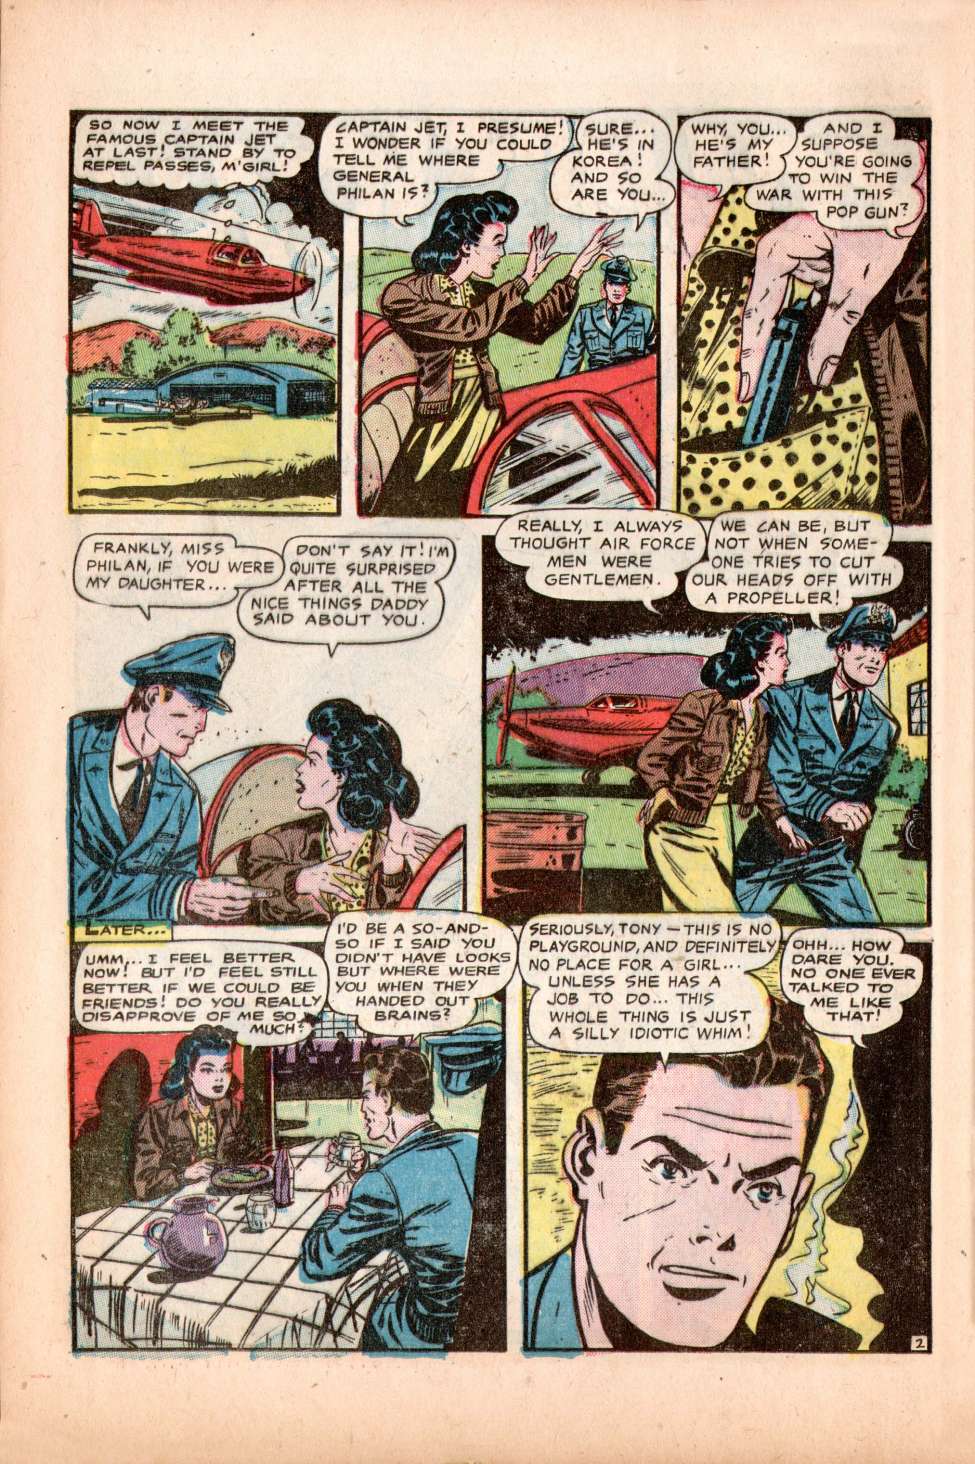 SO NOW I MEET THE
FAMOUS CAPTAIN JET
AT LAST! STAND BY TO
REPEL PASSES, M'GIRL!
CAPTAIN JET, I PRESUME!
I WONDER IF YOU COULD
TELL ME WHERE
GENERAL
PHILAN IS?
SURE...
HE'S IN
KOREA!
AND SO
ARE YOU...
WHY, YOU...
HE'S MY
FATHER!
AND I
SUPPOSE
YOU'RE GOING
TO WIN THE
WAR WITH THIS
POP GUN?
FRANKLY, MISS
PHILAN, IF YOU WERE
MY DAUGHTER...
DON'T SAY IT! I'M
QUITE SURPRISED
AFTER ALL THE
NICE THINGS DADDY
SAID ABOUT YOU.
REALLY, I ALWAYS
THOUGHT AIR FORCE
MEN WERE
GENTLEMEN.
WE CAN BE, BUT
NOT WHEN SOME-
ONE TRIES TO CUT
OUR HEADS OFF WITH
A PROPELLER!
LATER...
UMM... I FEEL BETTER
NOW! BUT I'D FEEL STILL
BETTER IF WE COULD BE
FRIENDS! DO YOU REALLY
DISAPPROVE OF ME SO
MUCH?
I'D BE A SO-AND-
SO IF I SAID YOU
DIDN'T HAVE LOOKS
BUT WHERE WERE
YOU WHEN THEY
HANDED OUT
BRAINS?
SERIOUSLY, TONY — THIS IS NO
PLAYGROUND, AND DEFINITELY
NO PLACE FOR A GIRL...
UNLESS SHE HAS A
JOB TO DO... THIS
WHOLE THING IS JUST
A SILLY IDIOTIC WHIM!
OHH... HOW
DARE YOU.
NO ONE EVER
TALKED TO
ME LIKE
THAT!
2